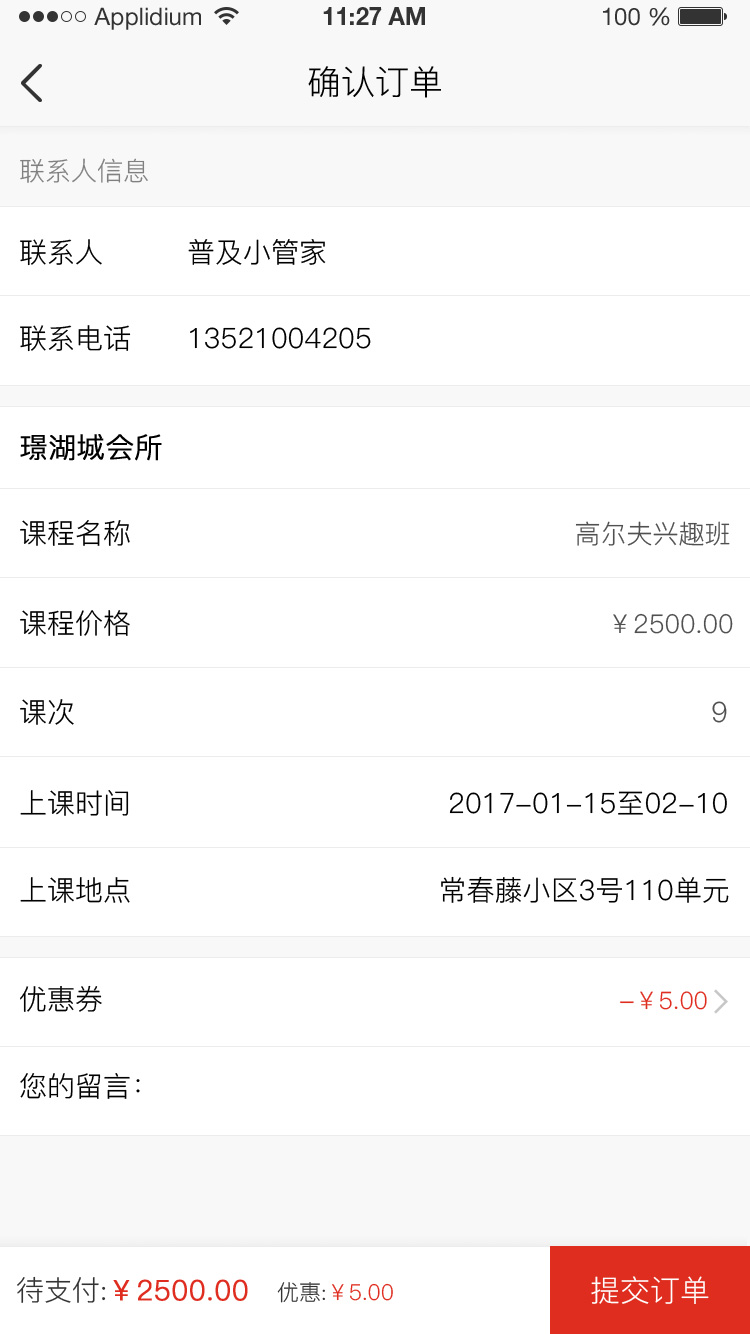 Applidium 11:27 AM 100 %
确认订单
联系人信息
联系人 普及小管家
联系电话 13521004205
璟湖城会所
课程名称 高尔夫兴趣班
课程价格 ¥2500.00
课次 9
上课时间 2017-01-15至02-10
上课地点 常春藤小区3号110单元
优惠券 -¥5.00
您的留言:
待支付:¥2500.00 优惠:¥5.00 提交订单